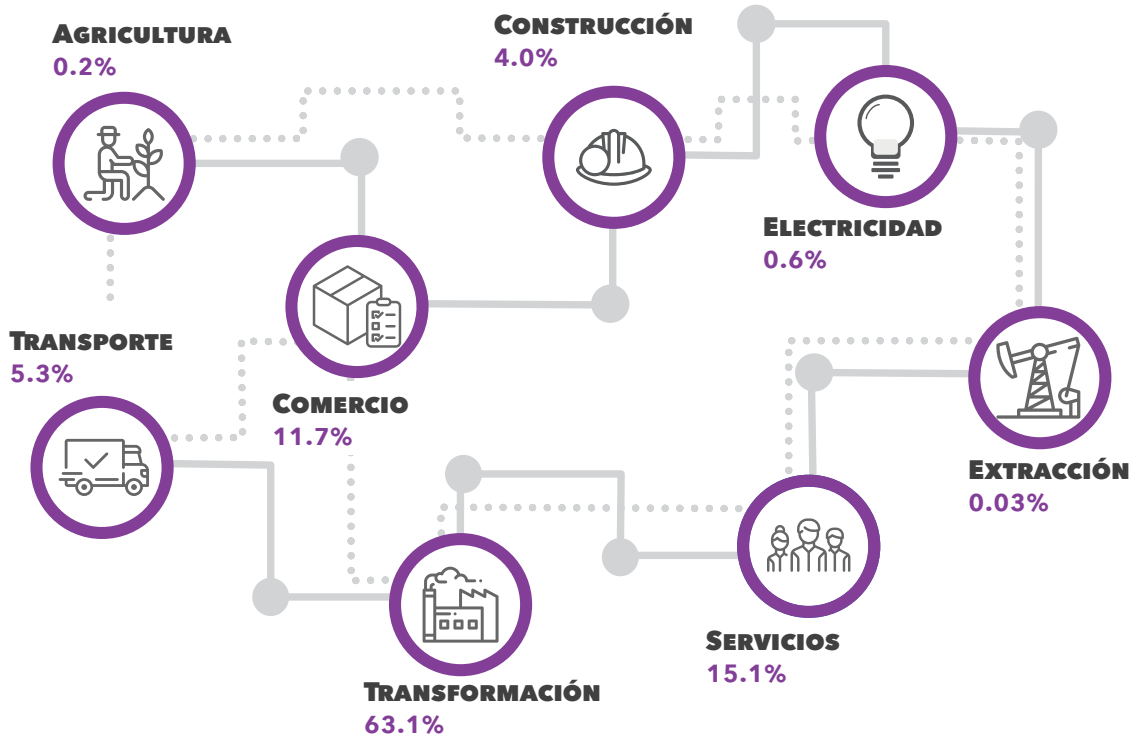 Agricultura
0.2%
Construcción
4.0%
Electricidad
0.6%
Transporte
5.3%
Comercio
11.7%
Extracción
0.03%
Servicios
15.1%
Transformación
63.1%